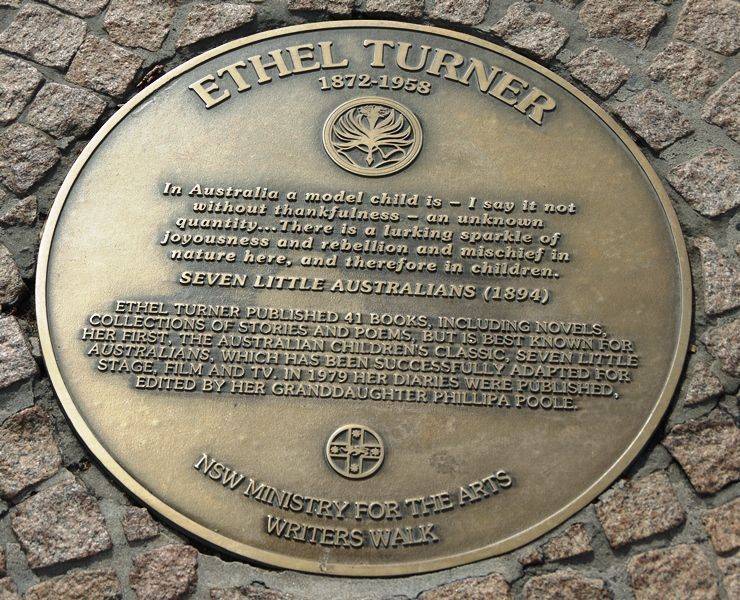 ETHEL TURNER
1872-1958
In Australia a model child is – I say it not
without thankfulness – an unknown
quantity...There is a lurking sparkle of
joyousness and rebellion and mischief in
nature here, and therefore in children.
SEVEN LITTLE AUSTRALIANS (1894)
ETHEL TURNER PUBLISHED 41 BOOKS, INCLUDING NOVELS,
COLLECTIONS OF STORIES AND POEMS, BUT IS BEST KNOWN FOR
HER FIRST, THE AUSTRALIAN CHILDREN'S CLASSIC, SEVEN LITTLE
AUSTRALIANS, WHICH HAS BEEN SUCCESSFULLY ADAPTED FOR
STAGE, FILM AND TV. IN 1979 HER DIARIES WERE PUBLISHED,
EDITED BY HER GRANDDAUGHTER PHILLIPA POOLE.
NSW MINISTRY FOR THE ARTS
WRITERS WALK